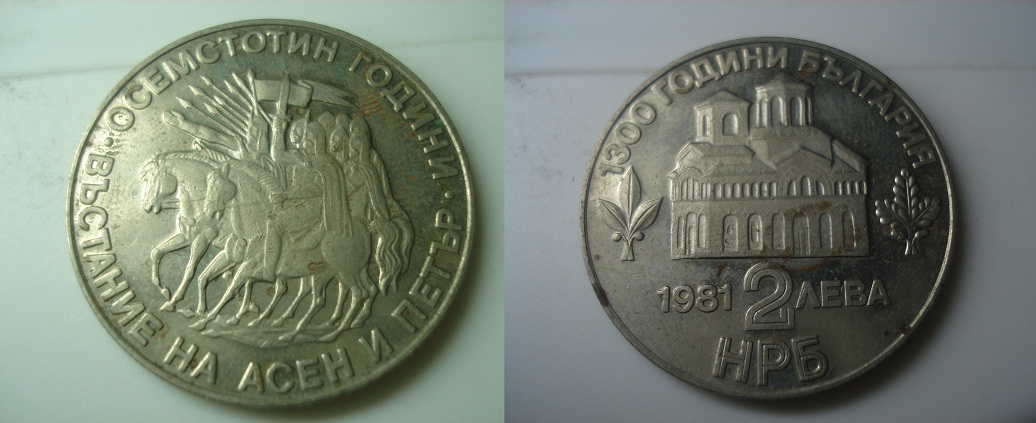 · ОСЕМСТОТИН ГОДИНИ ·
ВЪСТАНИЕ НА АСЕН И ПЕТЪР
1300 ГОДИНИ БЪЛГАРИЯ
1981 2 ЛЕВА
НРБ